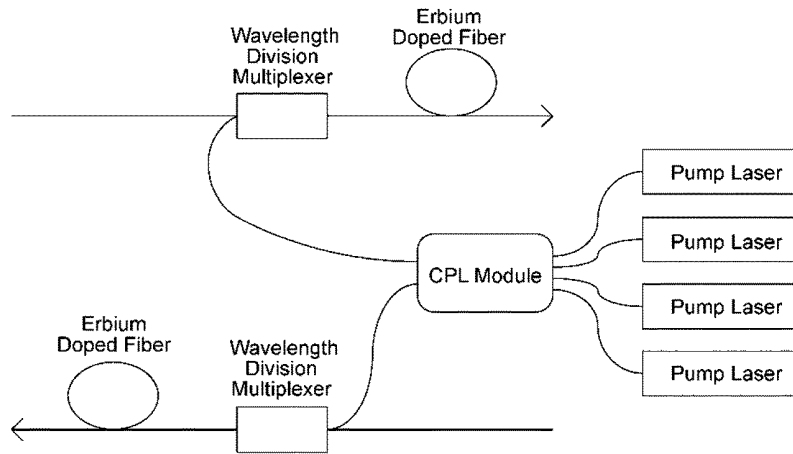 Wavelength
Division
Multiplexer
Erbium
Doped Fiber
Pump Laser
Pump Laser
CPL Module
Pump Laser
Pump Laser
Erbium
Doped Fiber
Wavelength
Division
Multiplexer